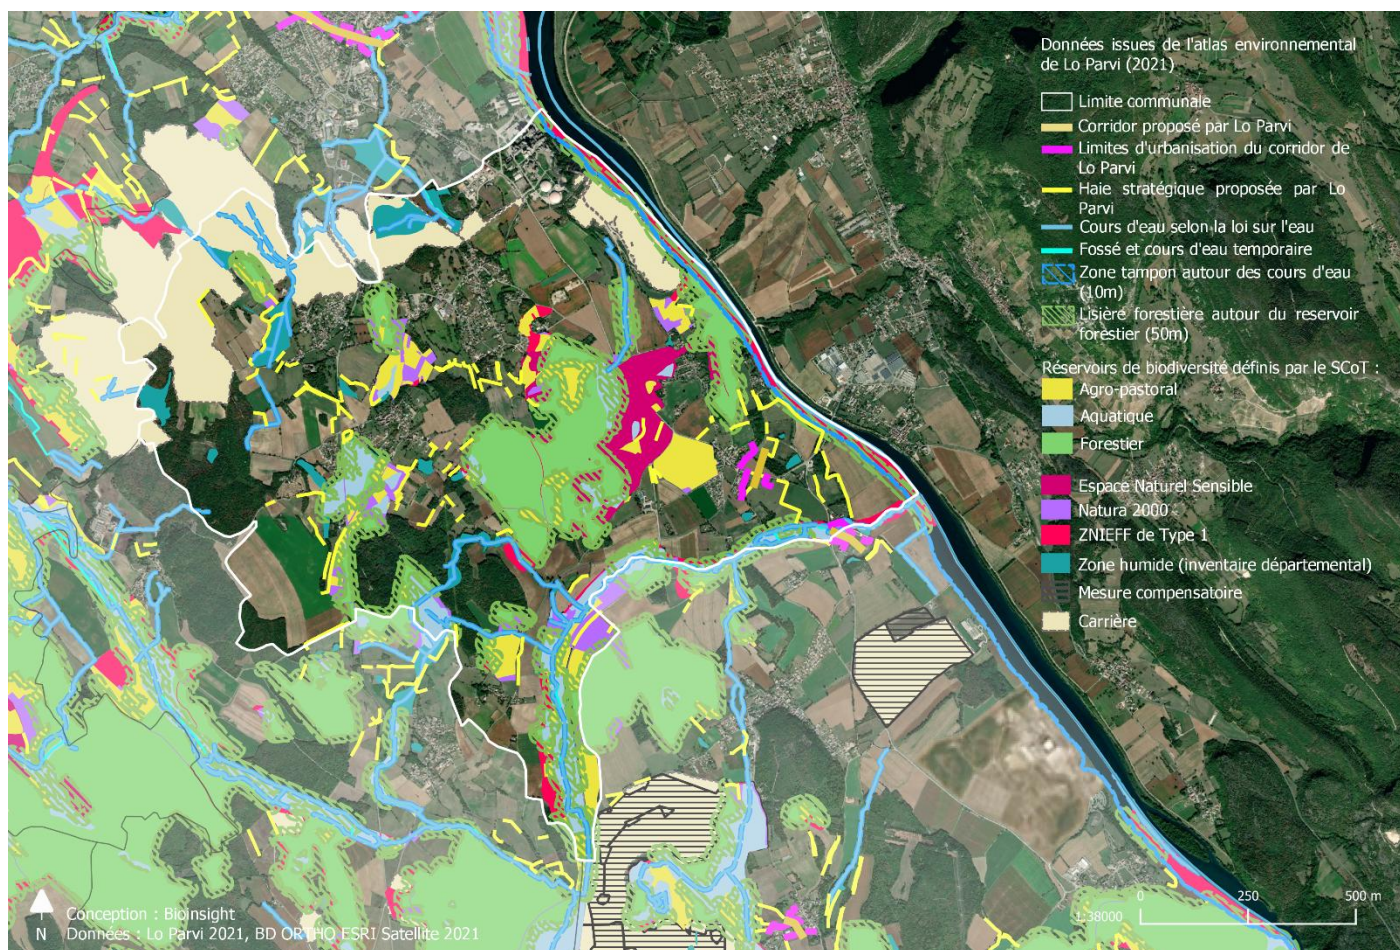 Données issues de l'atlas environnemental
de Lo Parvi (2021)
Limite communale
Corridor proposé par Lo Parvi
Limites d'urbanisation du corridor de
Lo Parvi
Haie stratégique proposée par Lo
Parvi
Cours d'eau selon la loi sur l'eau
Fossé et cours d'eau temporaire
Zone tampon autour des cours d'eau
(10m)
Lisière forestière autour du reservoir
forestier (50m)
Réservoirs de biodiversité définis par le SCoT :
Agro-pastoral
Aquatique
Forestier
Espace Naturel Sensible
Natura 2000
ZNIEFF de Type 1
Zone humide (inventaire départemental)
Mesure compensatoire
Carrière
0 250 500 m
1:38000
N
Conception : Bioinsight
Données : Lo Parvi 2021, BD ORTHO ESRI Satellite 2021